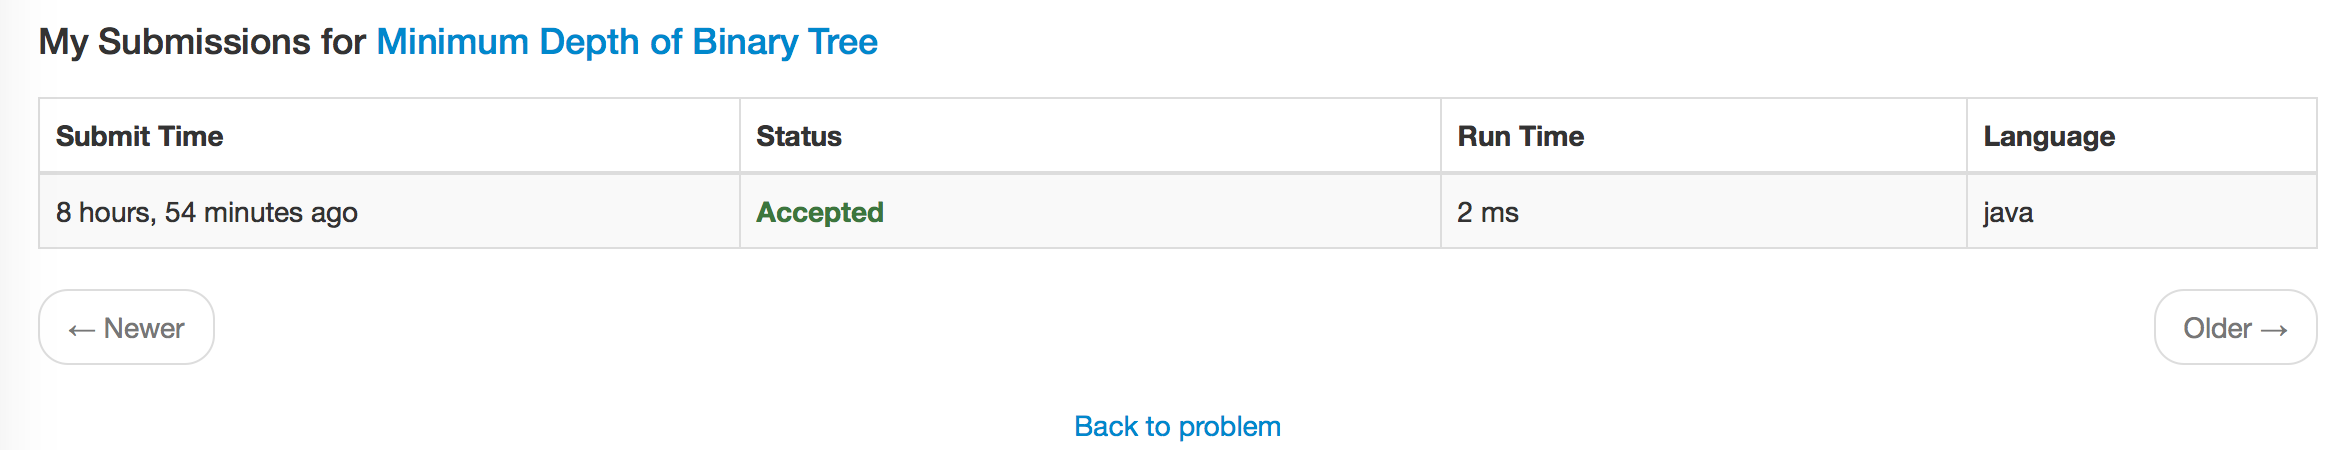 My Submissions for Minimum Depth of Binary Tree
Submit Time Status Run Time Language
8 hours, 54 minutes ago Accepted 2 ms java
← Newer Older →
Back to problem